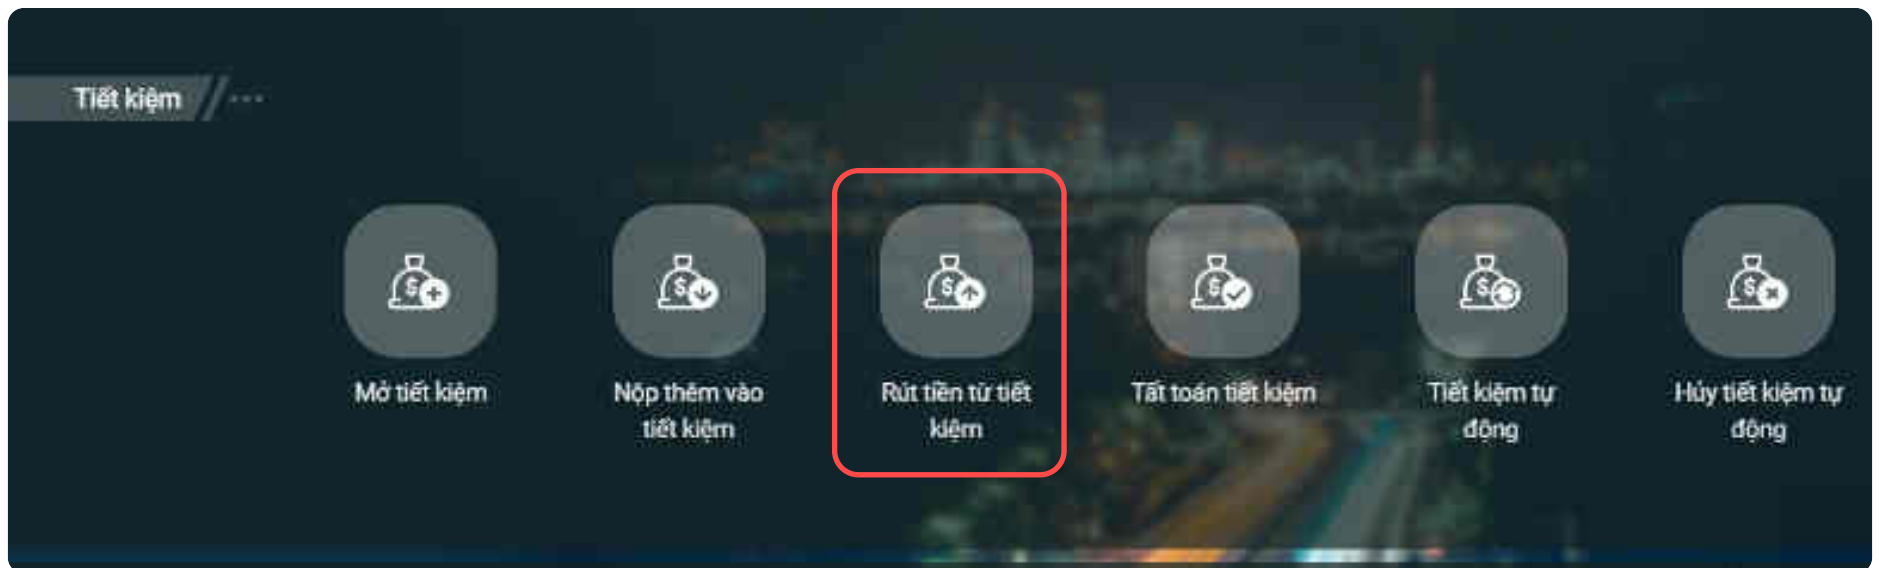 Tiết kiệm
Mở tiết kiệm
Nộp thêm vào
tiết kiệm
Rút tiền từ tiết
kiệm
Tất toán tiết kiệm
Tiết kiệm tự
động
Hủy tiết kiệm tự
động